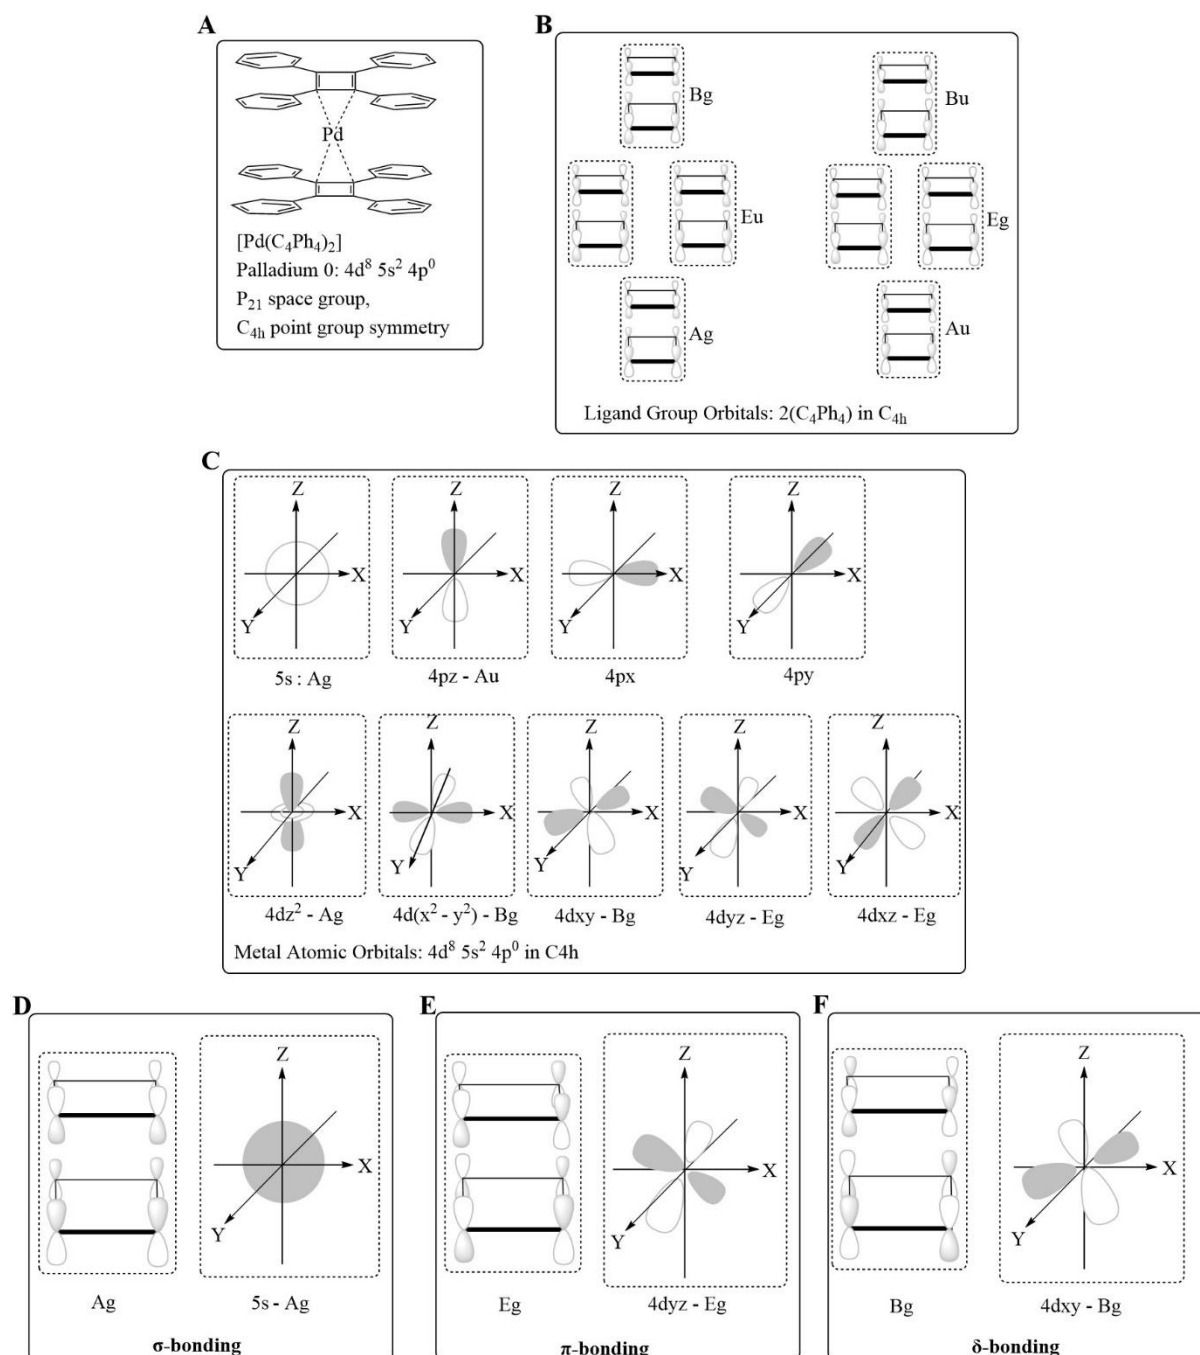 A
Pd
[Pd(C₄Ph₄)₂]
Palladium 0: 4d⁸ 5s² 4p⁰
P₂₁ space group,
C₄ₕ point group symmetry
B
Bg
Bu
Eu
Eg
Ag
Au
Ligand Group Orbitals: 2(C₄Ph₄) in C₄ₕ
C
Z
X
Y
5s : Ag
Z
X
Y
4pz - Au
Z
X
Y
4px
Z
X
Y
4py
Z
X
Y
4dz² - Ag
Z
X
Y
4d(x² - y²) - Bg
Z
X
Y
4dxy - Bg
Z
X
Y
4dyz - Eg
Z
X
Y
4dxz - Eg
Metal Atomic Orbitals: 4d⁸ 5s² 4p⁰ in C4h
D
Z
X
Y
Ag
5s - Ag
σ-bonding
E
Z
X
Y
Eg
4dyz - Eg
π-bonding
F
Z
X
Y
Bg
4dxy - Bg
δ-bonding